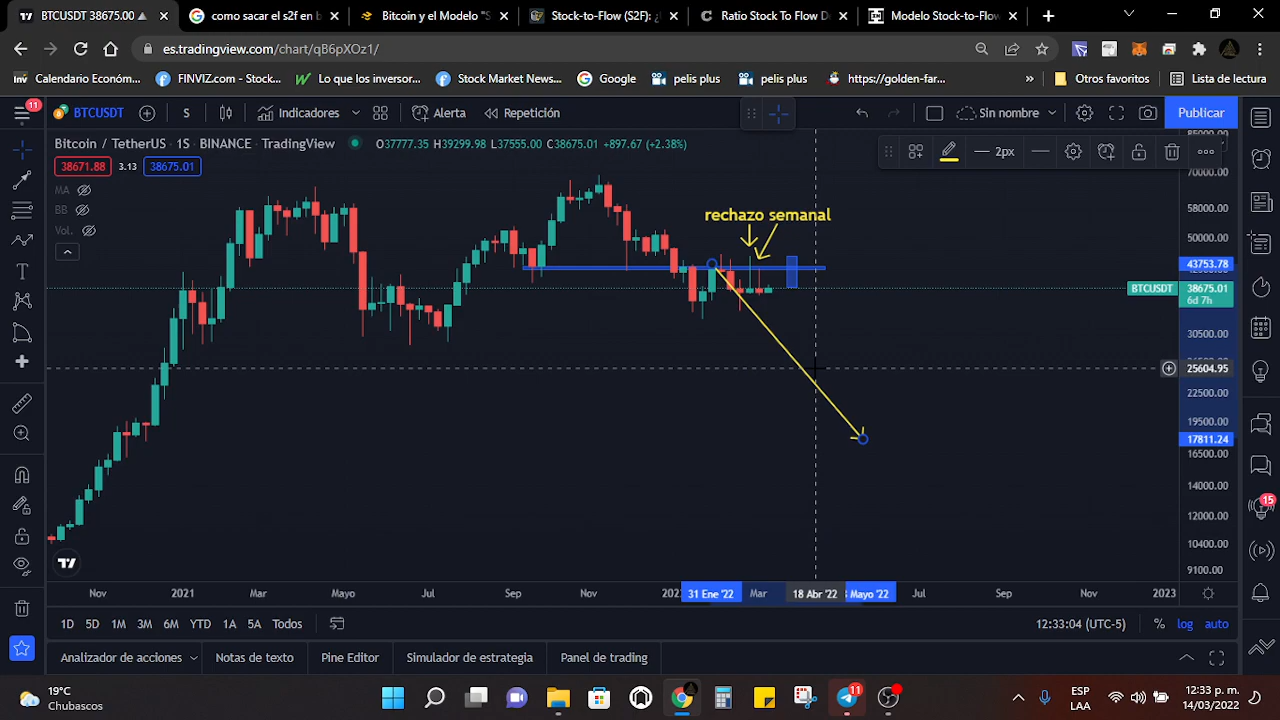 BTCUSDT 38675.01 ▲ +
como sacar el s2f en b
Bitcoin y el Modelo "S
Stock-to-Flow (S2F): ¿
Ratio Stock To Flow D
Modelo Stock-to-Flow
es.tradingview.com/chart/qB6pXOz1/
Calendario Económ...
FINVIZ.com - Stock...
Lo que los inversor...
Stock Market News...
Google
pelis plus
pelis plus
https://golden-far...
»
Otros favoritos
Lista de lectura
11
BTCUSDT
S
Indicadores
Alerta
Repetición
Sin nombre
Publicar
Bitcoin / TetherUS · 1S · BINANCE · TradingView
O37777.35 H39299.98 L37555.00 C38675.01 +897.67 (+2.38%)
2px
38671.88 3.13 38675.01
MA
BB
Vol.
rechazo semanal
85000.00
70000.00
58000.00
50000.00
43753.78
BTCUSDT 38675.01
6d 7h
30500.00
25604.95
22500.00
19500.00
17811.24
16500.00
14000.00
12000.00
10400.00
9100.00
15
Nov 2021 Mar Mayo Jul Sep Nov 31 Ene '22 Mar 18 Abr '22 Mayo '22 Jul Sep Nov 2023
1D 5D 1M 3M 6M YTD 1A 5A Todos
12:33:04 (UTC-5) % log auto
Analizador de acciones
Notas de texto
Pine Editor
Simulador de estrategia
Panel de trading
19°C
Chubascos
11
ESP
LAA
12:33 p. m.
14/03/2022